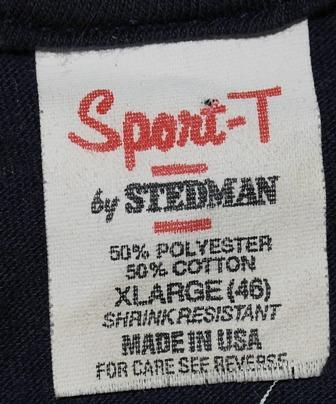 Sport-T
by STEDMAN
50% POLYESTER
50% COTTON
XLARGE (46)
SHRINK RESISTANT
MADE IN USA
FOR CARE SEE REVERSE